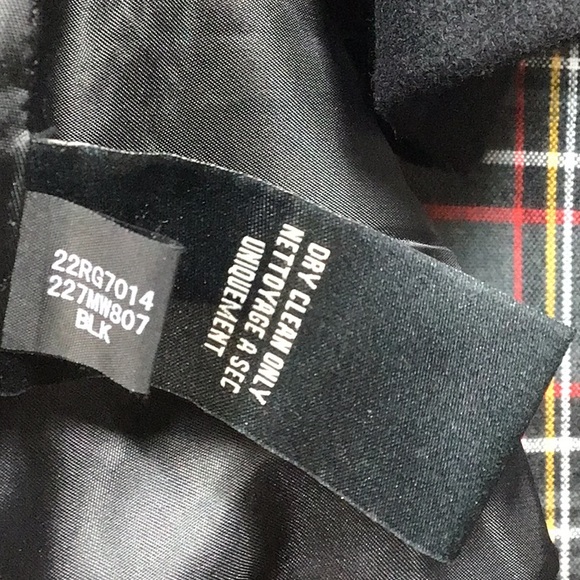 22RG7014
227MW807
BLK
DRY CLEAN ONLY
NETTOYAGE A SEC
UNIQUEMENT